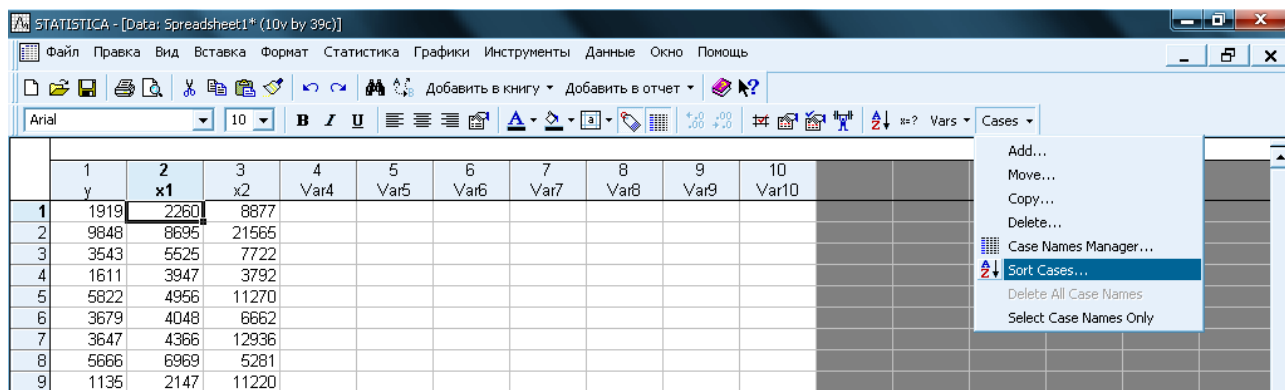 STATISTICA - [Data: Spreadsheet1* (10v by 39c)]
Файл Правка Вид Вставка Формат Статистика Графики Инструменты Данные Окно Помощь
Добавить в книгу Добавить в отчет
Arial 10 B I U Vars Cases
Add...
Move...
Copy...
Delete...
Case Names Manager...
Sort Cases...
Delete All Case Names
Select Case Names Only
1 2 3 4 5 6 7 8 9 10
y x1 x2 Var4 Var5 Var6 Var7 Var8 Var9 Var10
1 1919 2260 8877
2 9848 8695 21565
3 3543 5525 7722
4 1611 3947 3792
5 5822 4956 11270
6 3679 4048 6662
7 3647 4366 12936
8 5666 6969 5281
9 1135 2147 11220